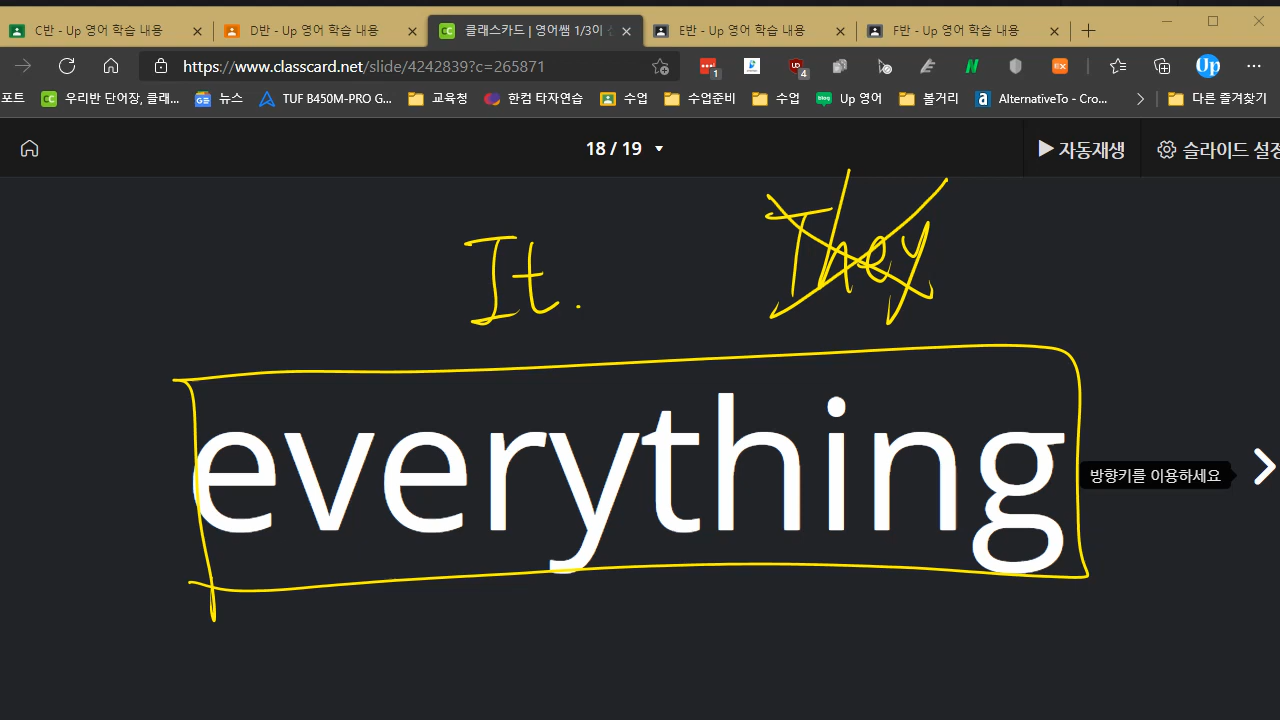 C반 - Up 영어 학습 내용
D반 - Up 영어 학습 내용
클래스카드 | 영어쌤 1/3이
E반 - Up 영어 학습 내용
F반 - Up 영어 학습 내용
https://www.classcard.net/slide/4242839?c=265871
1
4
Up
포트
우리반 단어장, 클래...
뉴스
TUF B450M-PRO G...
교육청
한컴 타자연습
수업
수업준비
수업
Up 영어
볼거리
AlternativeTo - Cro...
다른 즐겨찾기
18 / 19
자동재생
슬라이드 설정
It.
They
everything
방향키를 이용하세요